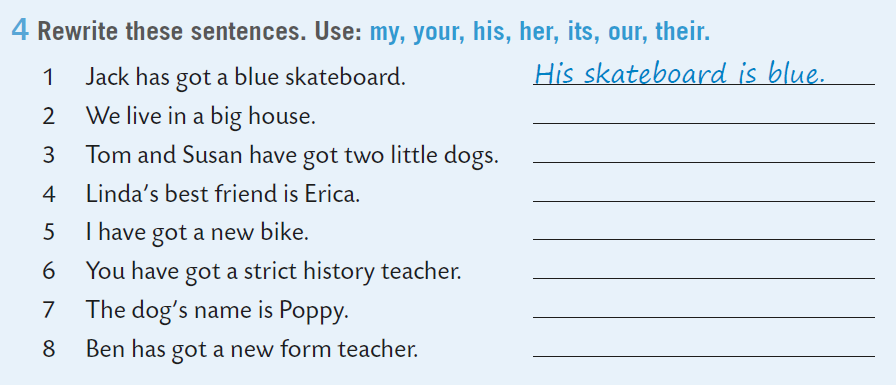 4 Rewrite these sentences. Use: my, your, his, her, its, our, their.
1 Jack has got a blue skateboard. His skateboard is blue.
2 We live in a big house.
3 Tom and Susan have got two little dogs.
4 Linda’s best friend is Erica.
5 I have got a new bike.
6 You have got a strict history teacher.
7 The dog’s name is Poppy.
8 Ben has got a new form teacher.